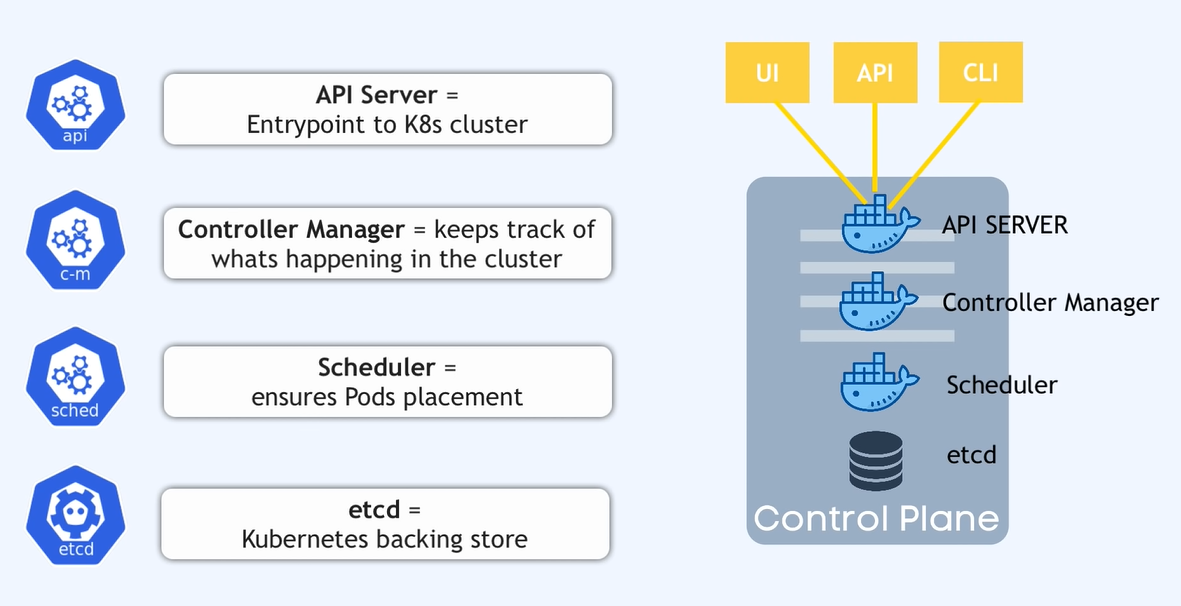 api
API Server =
Entrypoint to K8s cluster
c-m
Controller Manager = keeps track of
whats happening in the cluster
sched
Scheduler =
ensures Pods placement
etcd
etcd =
Kubernetes backing store
UI
API
CLI
API SERVER
Controller Manager
Scheduler
etcd
Control Plane